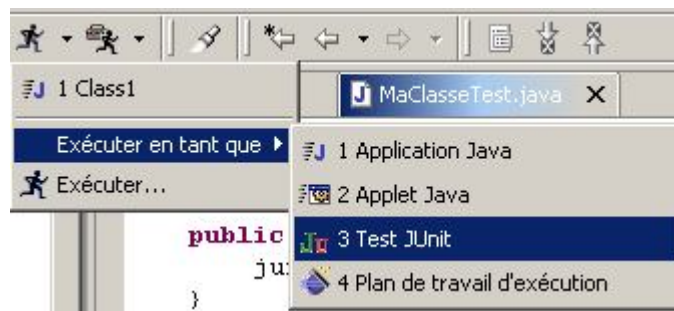 1 Class1
MaClasseTest.java
Exécuter en tant que
1 Application Java
Exécuter...
2 Applet Java
public
3 Test JUnit
4 Plan de travail d'exécution
}